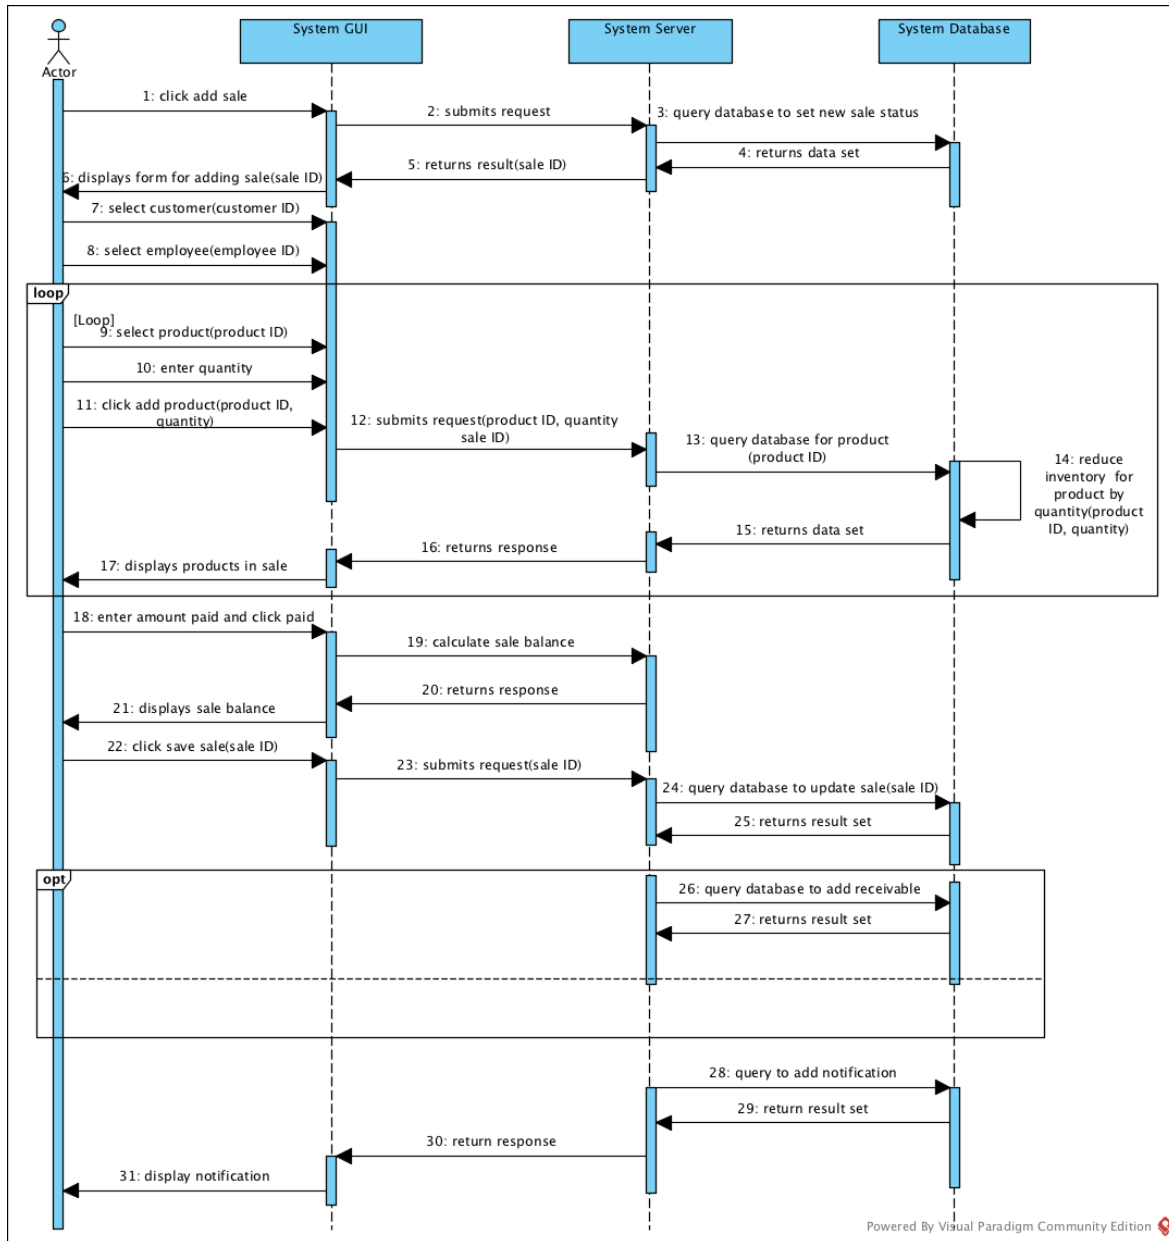 System GUI
System Server
System Database
Actor
1: click add sale
2: submits request
3: query database to set new sale status
4: returns data set
5: returns result(sale ID)
6: displays form for adding sale(sale ID)
7: select customer(customer ID)
8: select employee(employee ID)
loop
[Loop]
9: select product(product ID)
10: enter quantity
11: click add product(product ID,
quantity)
12: submits request(product ID, quantity
sale ID)
13: query database for product
(product ID)
14: reduce
inventory for
product by
quantity(product
ID, quantity)
15: returns data set
16: returns response
17: displays products in sale
18: enter amount paid and click paid
19: calculate sale balance
20: returns response
21: displays sale balance
22: click save sale(sale ID)
23: submits request(sale ID)
24: query database to update sale(sale ID)
25: returns result set
opt
26: query database to add receivable
27: returns result set
28: query to add notification
29: return result set
30: return response
31: display notification
Powered By Visual Paradigm Community Edition